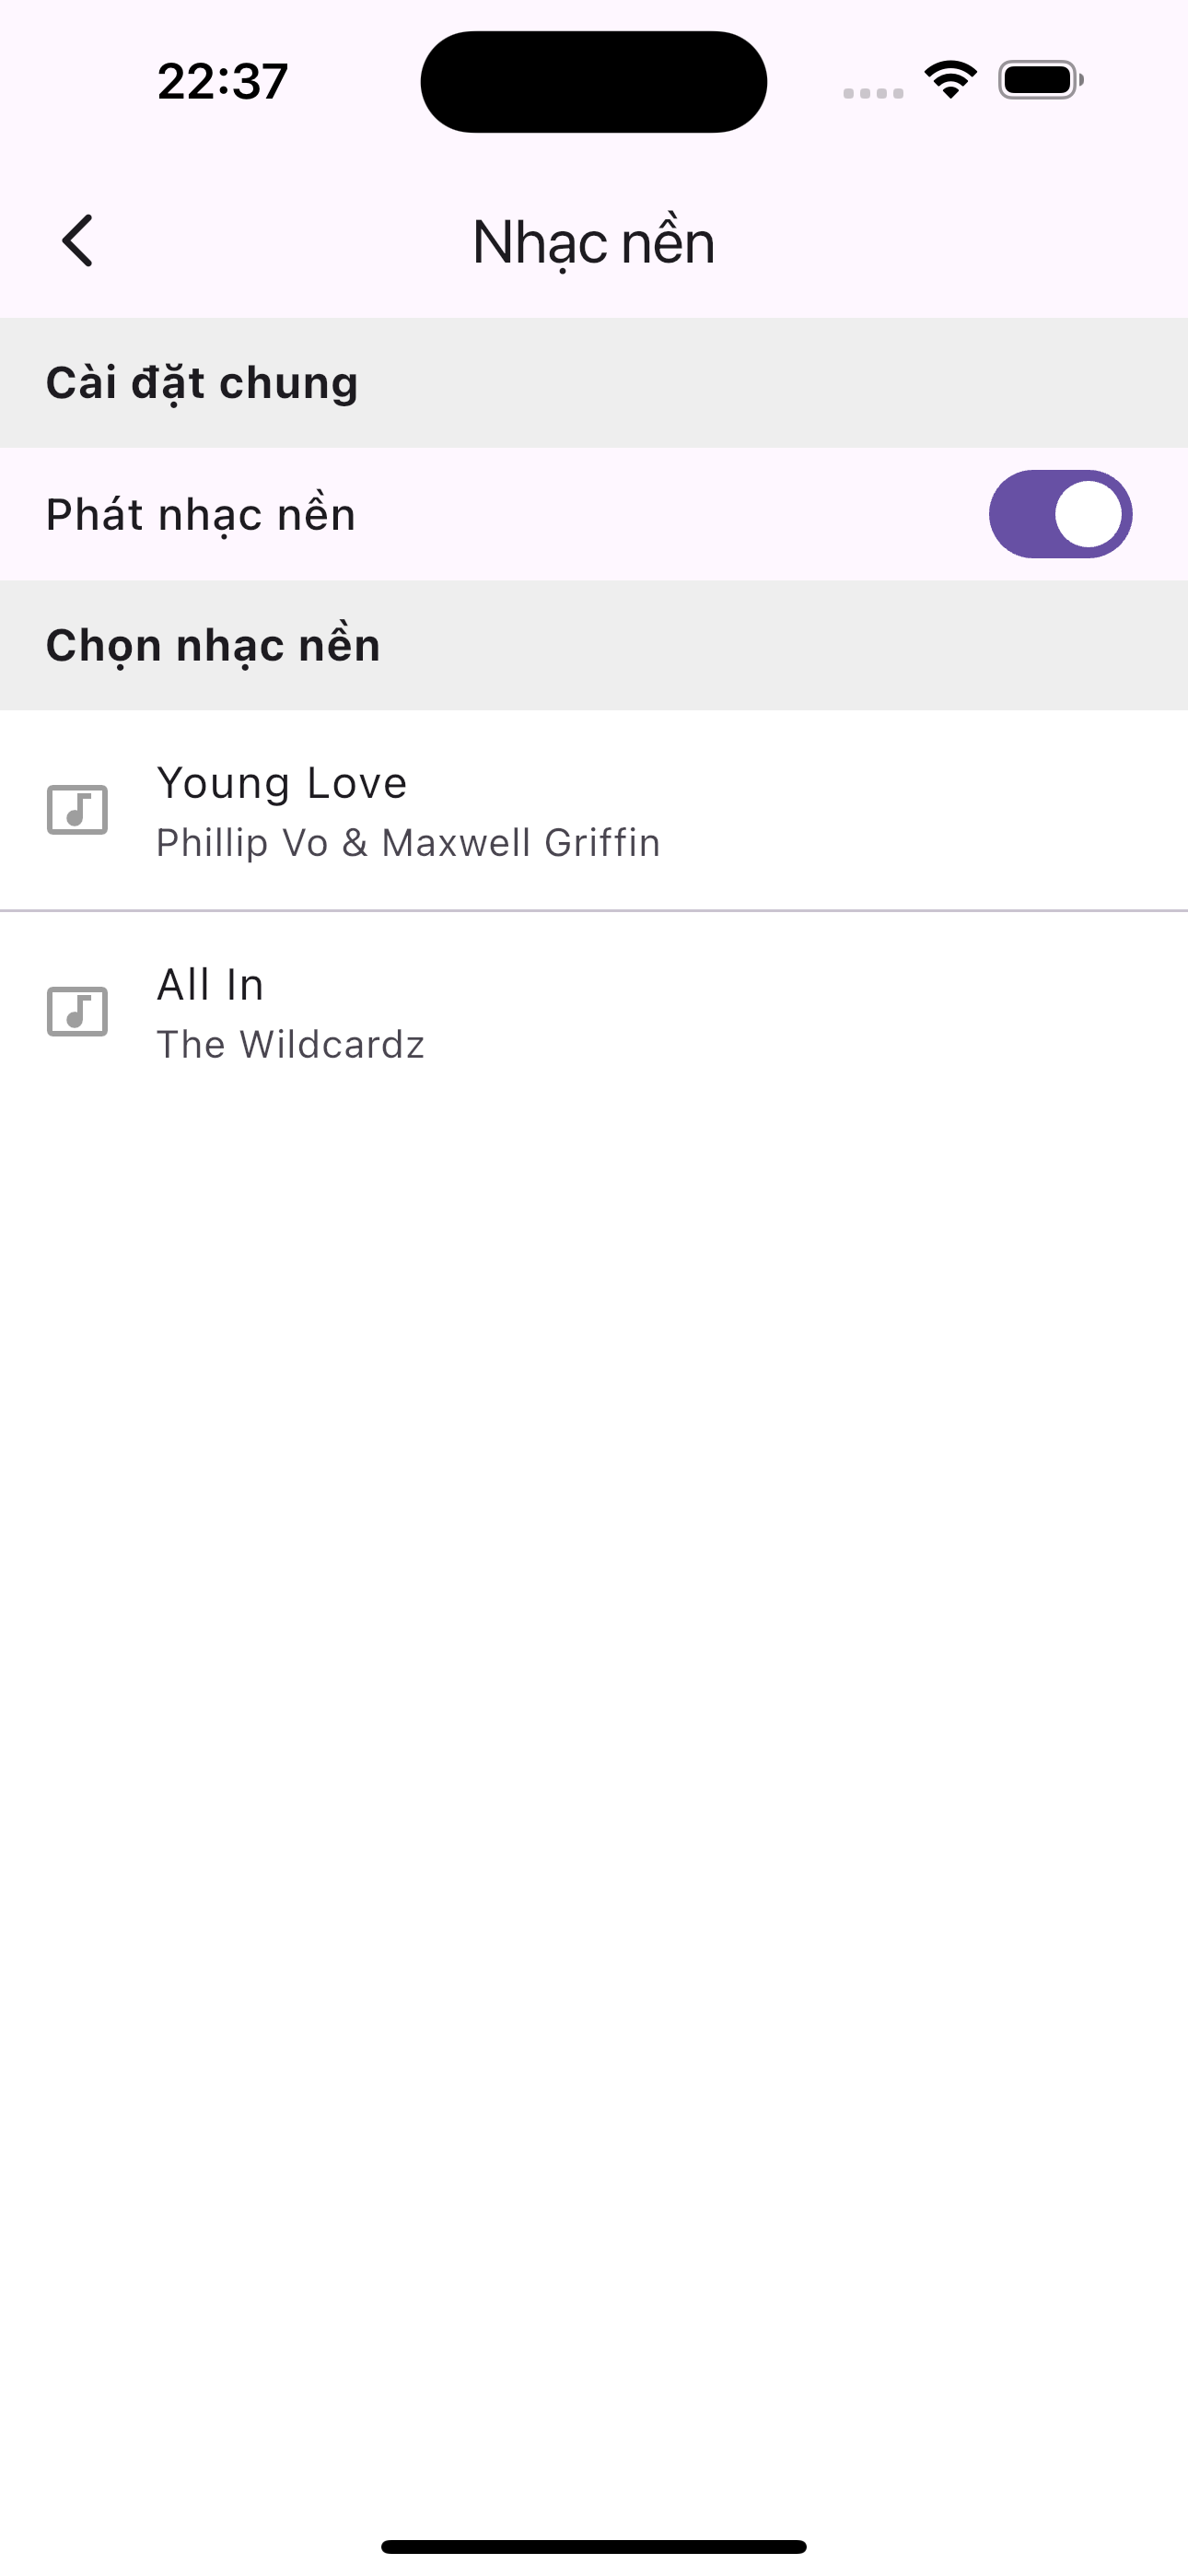 22:37
Nhạc nền
Cài đặt chung
Phát nhạc nền
Chọn nhạc nền
Young Love
Phillip Vo & Maxwell Griffin
All In
The Wildcardz